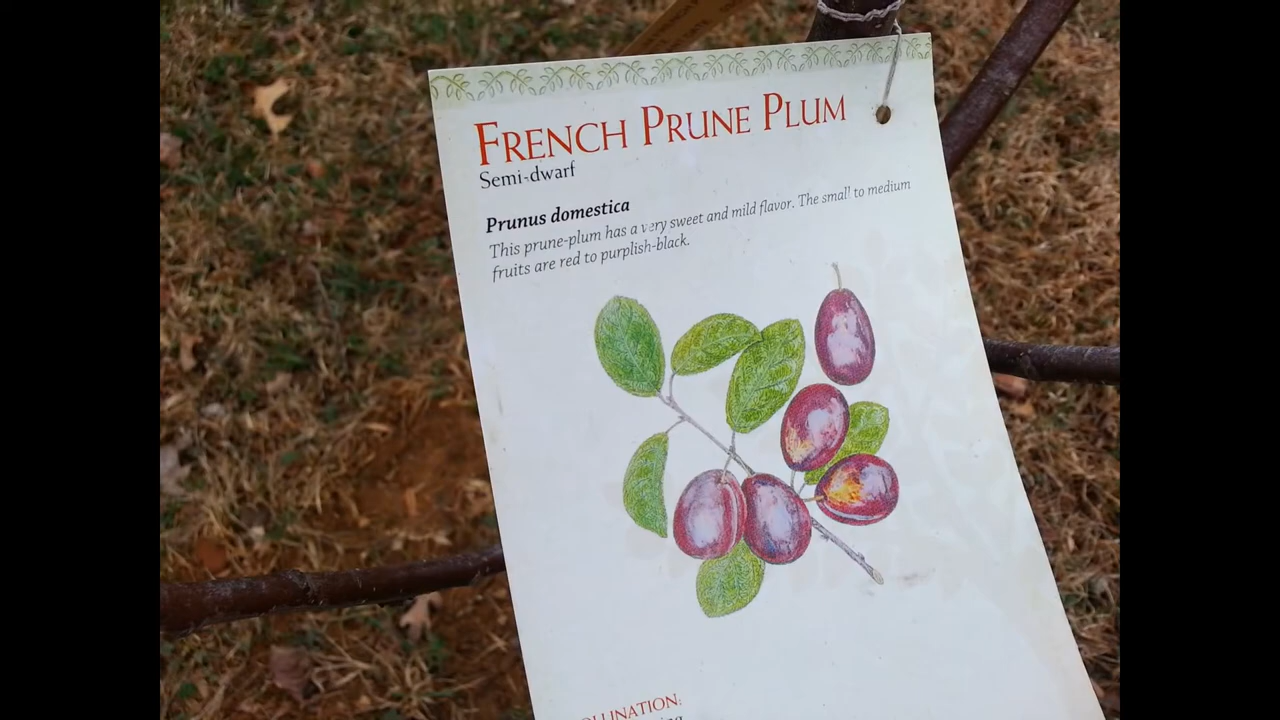 French Prune Plum
Semi-dwarf
Prunus domestica
This prune-plum has a very sweet and mild flavor. The small to medium
fruits are red to purplish-black.